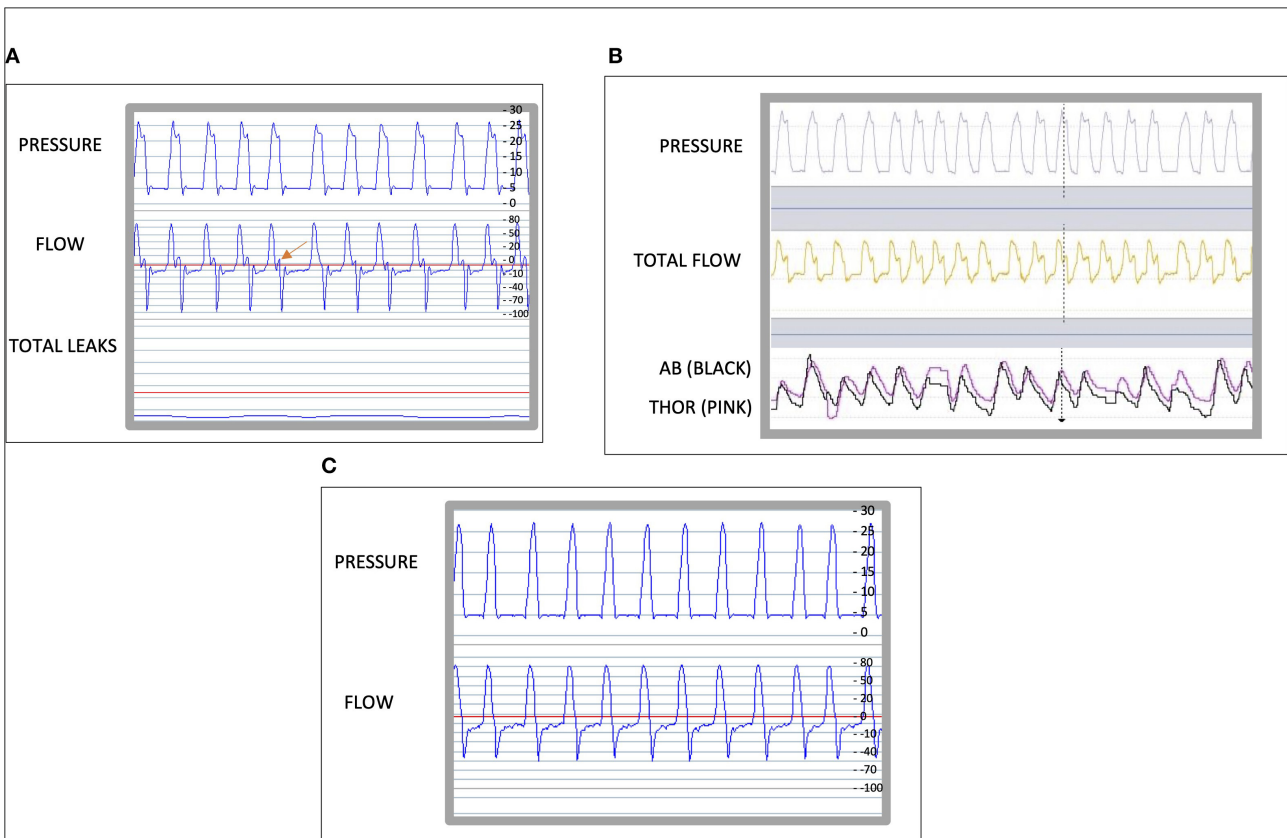 A
PRESSURE
- 30
- 25
- 20
- 15
- 10
- 5
- 0
FLOW
- 80
- 50
- 20
- 0
- -10
- -40
- -70
- -100
TOTAL LEAKS
B
PRESSURE
TOTAL FLOW
AB (BLACK)
THOR (PINK)
C
PRESSURE
- 30
- 25
- 20
- 15
- 10
- 5
- 0
FLOW
- 80
- 50
- 20
- 0
- -10
- -40
- -70
- -100